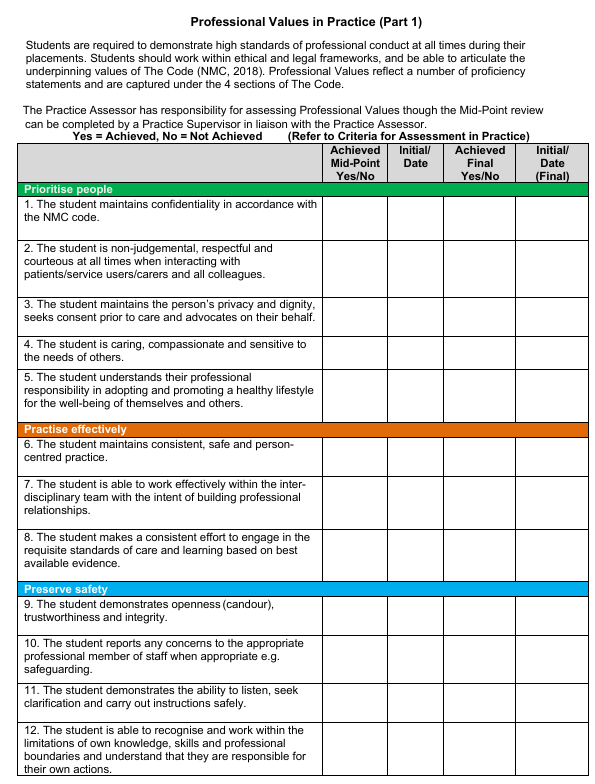 Professional Values in Practice (Part 1)
Students are required to demonstrate high standards of professional conduct at all times during their
placements. Students should work within ethical and legal frameworks, and be able to articulate the
underpinning values of The Code (NMC, 2018). Professional Values reflect a number of proficiency
statements and are captured under the 4 sections of The Code.
The Practice Assessor has responsibility for assessing Professional Values though the Mid-Point review
can be completed by a Practice Supervisor in liaison with the Practice Assessor.
Yes = Achieved, No = Not Achieved (Refer to Criteria for Assessment in Practice)
Achieved Mid-Point Yes/No
Initial/ Date
Achieved Final Yes/No
Initial/ Date (Final)
Prioritise people
1. The student maintains confidentiality in accordance with
the NMC code.
2. The student is non-judgemental, respectful and
courteous at all times when interacting with
patients/service users/carers and all colleagues.
3. The student maintains the person's privacy and dignity,
seeks consent prior to care and advocates on their behalf.
4. The student is caring, compassionate and sensitive to
the needs of others.
5. The student understands their professional
responsibility in adopting and promoting a healthy lifestyle
for the well-being of themselves and others.
Practise effectively
6. The student maintains consistent, safe and person-
centred practice.
7. The student is able to work effectively within the inter-
disciplinary team with the intent of building professional
relationships.
8. The student makes a consistent effort to engage in the
requisite standards of care and learning based on best
available evidence.
Preserve safety
9. The student demonstrates openness (candour),
trustworthiness and integrity.
10. The student reports any concerns to the appropriate
professional member of staff when appropriate e.g.
safeguarding.
11. The student demonstrates the ability to listen, seek
clarification and carry out instructions safely.
12. The student is able to recognise and work within the
limitations of own knowledge, skills and professional
boundaries and understand that they are responsible for
their own actions.